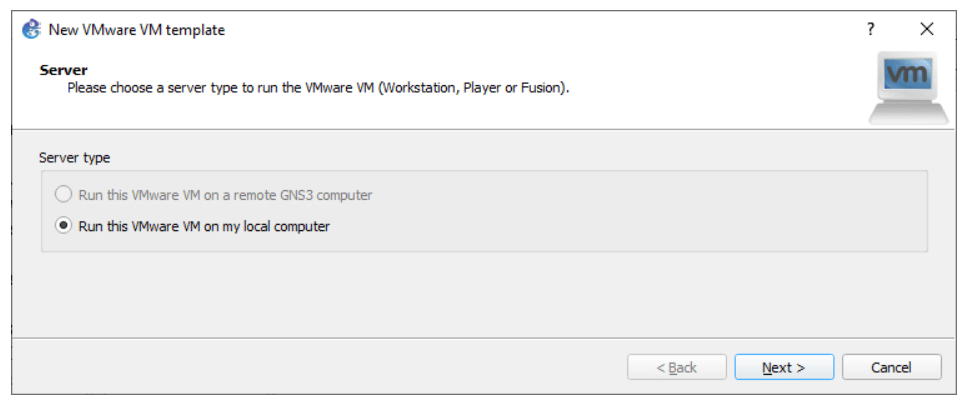 New VMware VM template
?
Server
Please choose a server type to run the VMware VM (Workstation, Player or Fusion).
vm
Server type
Run this VMware VM on a remote GNS3 computer
Run this VMware VM on my local computer
< Back
Next >
Cancel